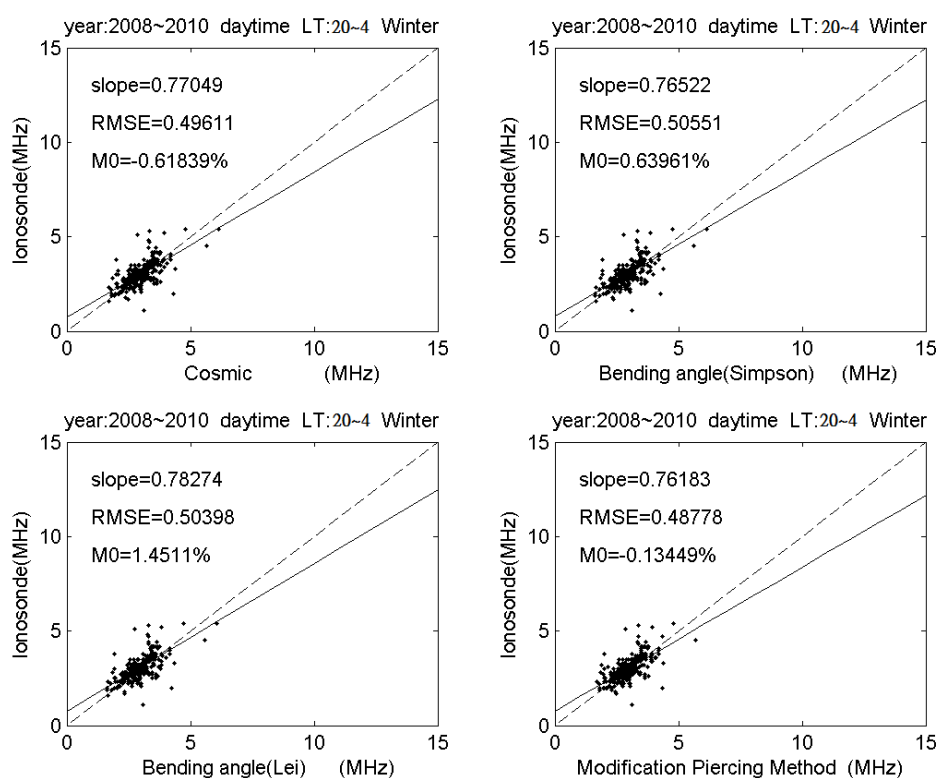 year:2008~2010 daytime LT:20~4 Winter
15
slope=0.77049
RMSE=0.49611
M0=-0.61839%
10
5
0
Ionosonde(MHz)
0 5 10 15
Cosmic (MHz)
year:2008~2010 daytime LT:20~4 Winter
15
slope=0.76522
RMSE=0.50551
M0=0.63961%
10
5
0
Ionosonde(MHz)
0 5 10 15
Bending angle(Simpson) (MHz)
year:2008~2010 daytime LT:20~4 Winter
15
slope=0.78274
RMSE=0.50398
M0=1.4511%
10
5
0
Ionosonde(MHz)
0 5 10 15
Bending angle(Lei) (MHz)
year:2008~2010 daytime LT:20~4 Winter
15
slope=0.76183
RMSE=0.48778
M0=-0.13449%
10
5
0
Ionosonde(MHz)
0 5 10 15
Modification Piercing Method (MHz)